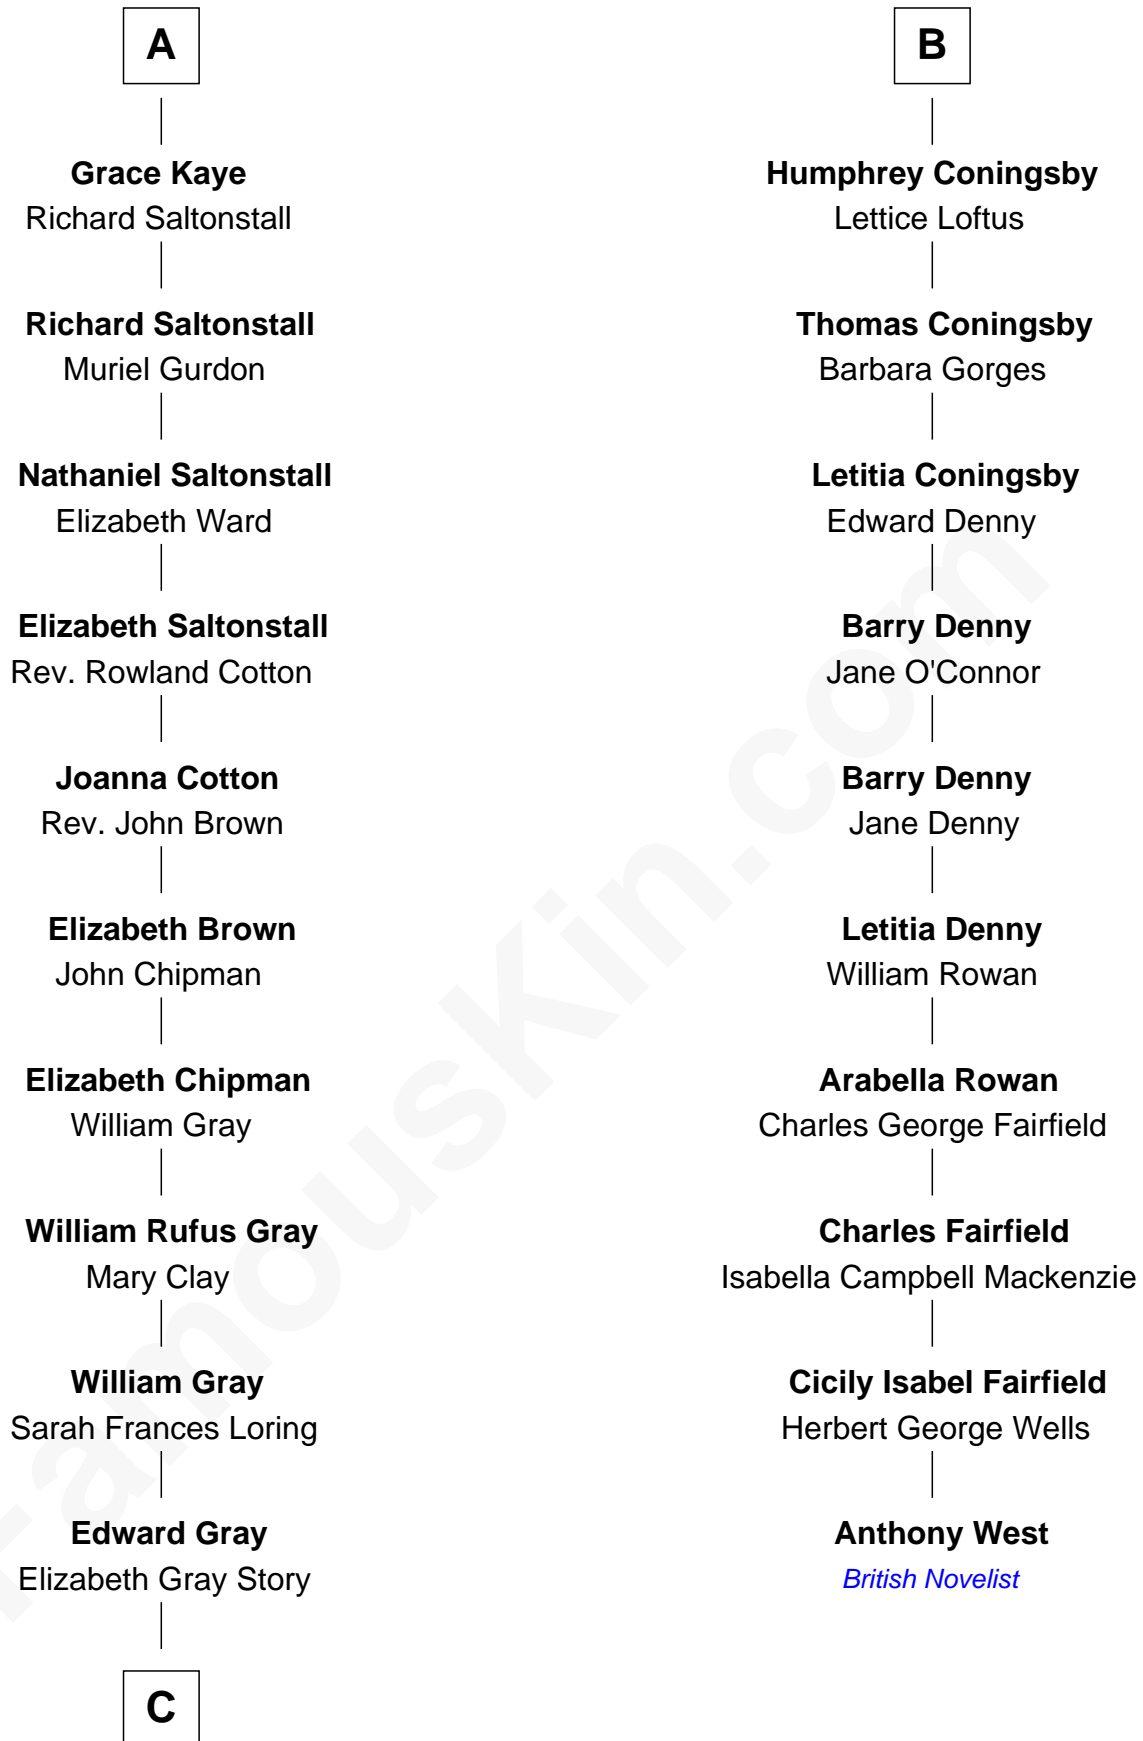 A
Grace Kaye
Richard Saltonstall
Richard Saltonstall
Muriel Gurdon
Nathaniel Saltonstall
Elizabeth Ward
Elizabeth Saltonstall
Rev. Rowland Cotton
Joanna Cotton
Rev. John Brown
Elizabeth Brown
John Chipman
Elizabeth Chipman
William Gray
William Rufus Gray
Mary Clay
William Gray
Sarah Frances Loring
Edward Gray
Elizabeth Gray Story
C
B
Humphrey Coningsby
Lettice Loftus
Thomas Coningsby
Barbara Gorges
Letitia Coningsby
Edward Denny
Barry Denny
Jane O'Connor
Barry Denny
Jane Denny
Letitia Denny
William Rowan
Arabella Rowan
Charles George Fairfield
Charles Fairfield
Isabella Campbell Mackenzie
Cicily Isabel Fairfield
Herbert George Wells
Anthony West
British Novelist
FamousKin.com